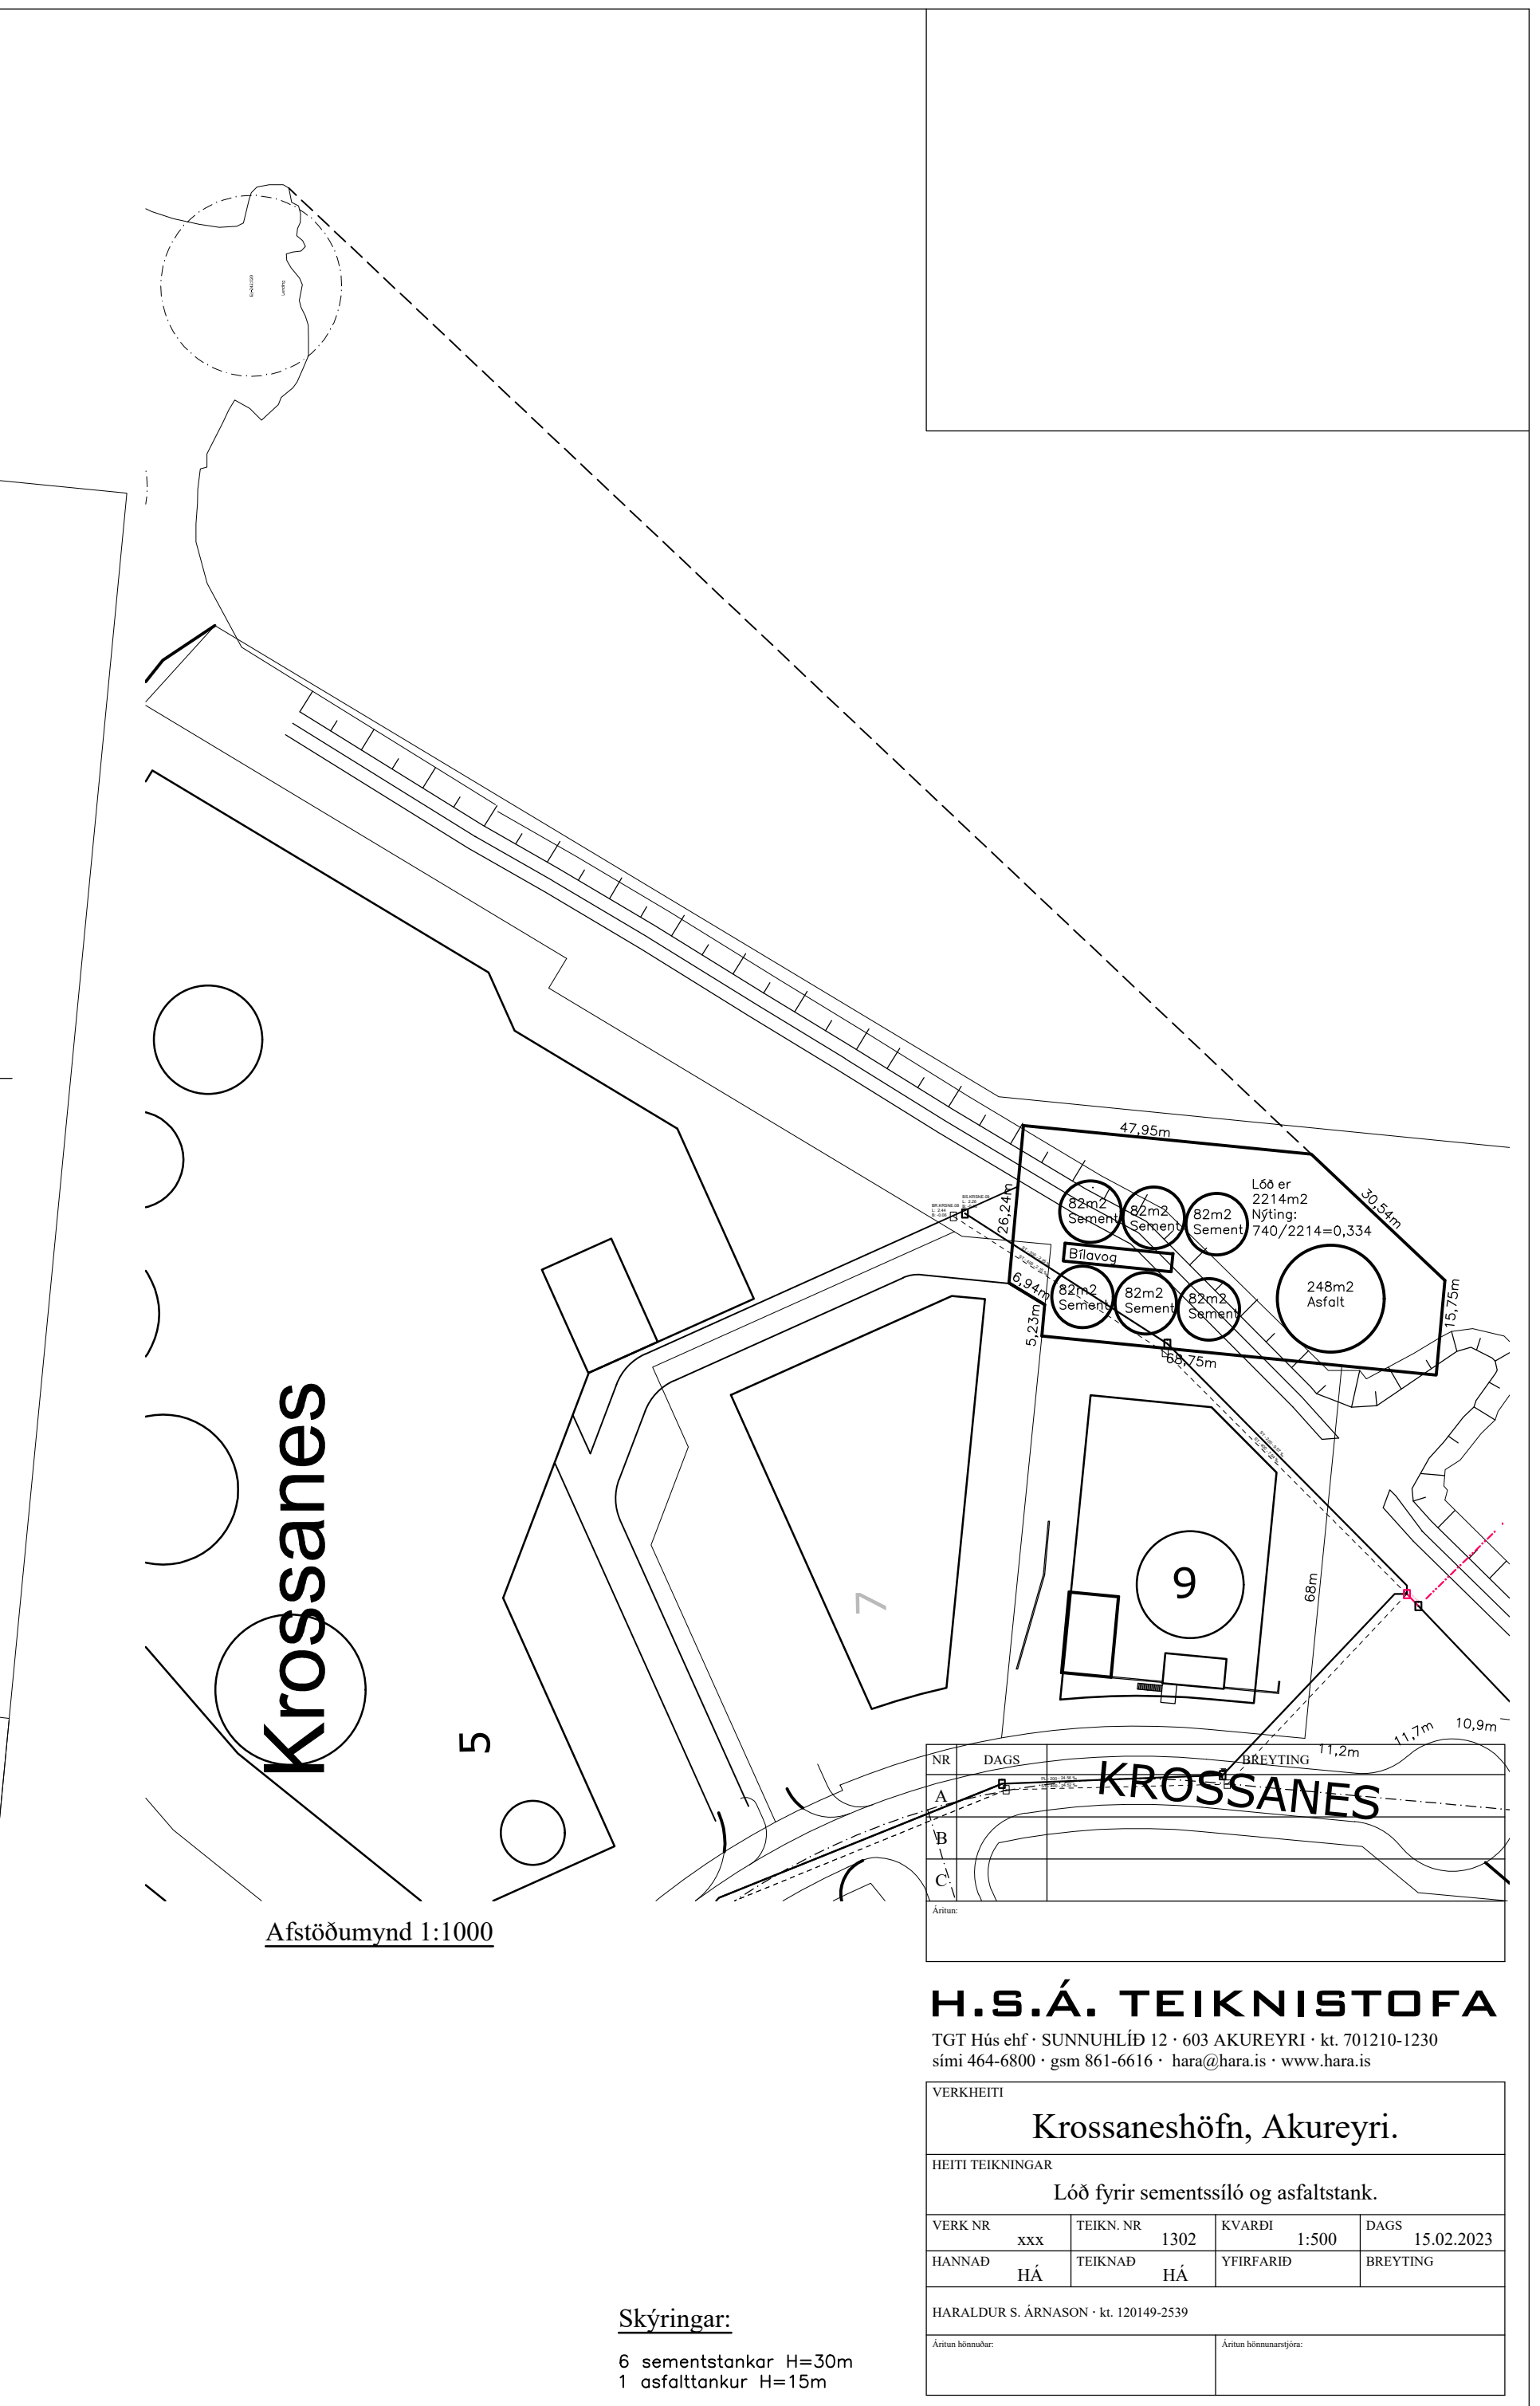 47,95m
26,24m
30,54m
15,75m
6,94m
5,23m
68,75m
Lóð er
2214m2
Nýting:
740/2214=0,334
82m2
Sement
82m2
Sement
82m2
Sement
Bílavog
82m2
Sement
82m2
Sement
82m2
Sement
248m2
Asfalt
Krossanes
5
7
9
68m
11,2m
11,7m
10,9m
KROSSANES
NR DAGS BREYTING
A
B
C
Áritun:
Afstöðumynd 1:1000
H.S.Á. TEIKNISTOFA
TGT Hús ehf · SUNNUHLÍÐ 12 · 603 AKUREYRI · kt. 701210-1230
sími 464-6800 · gsm 861-6616 · hara@hara.is · www.hara.is
VERKHEITI
Krossaneshöfn, Akureyri.
HEITI TEIKNINGAR
Lóð fyrir sementssíló og asfaltstank.
VERK NR xxx TEIKN. NR 1302 KVARÐI 1:500 DAGS 15.02.2023
HANNAÐ HÁ TEIKNAÐ HÁ YFIRFARIÐ BREYTING
HARALDUR S. ÁRNASON · kt. 120149-2539
Áritun hönnuðar: Áritun hönnunarstjóra:
Skýringar:
6 sementstankar H=30m
1 asfalttankur H=15m